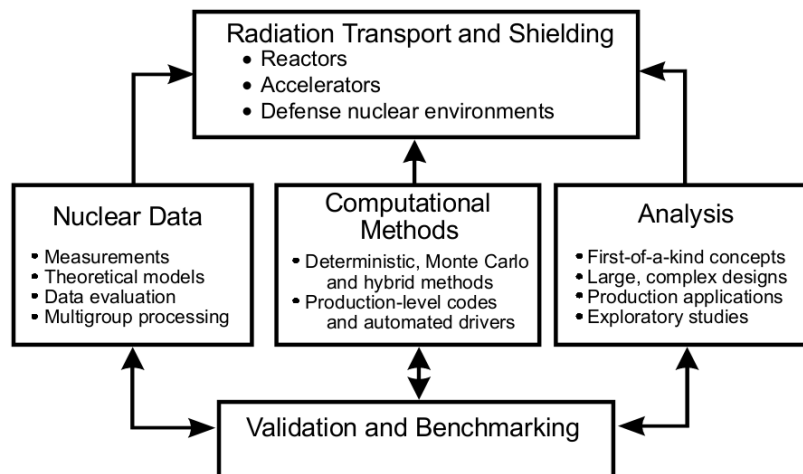 Radiation Transport and Shielding
• Reactors
• Accelerators
• Defense nuclear environments
Nuclear Data
• Measurements
• Theoretical models
• Data evaluation
• Multigroup processing
Computational
Methods
• Deterministic, Monte Carlo
and hybrid methods
• Production-level codes
and automated drivers
Analysis
• First-of-a-kind concepts
• Large, complex designs
• Production applications
• Exploratory studies
Validation and Benchmarking